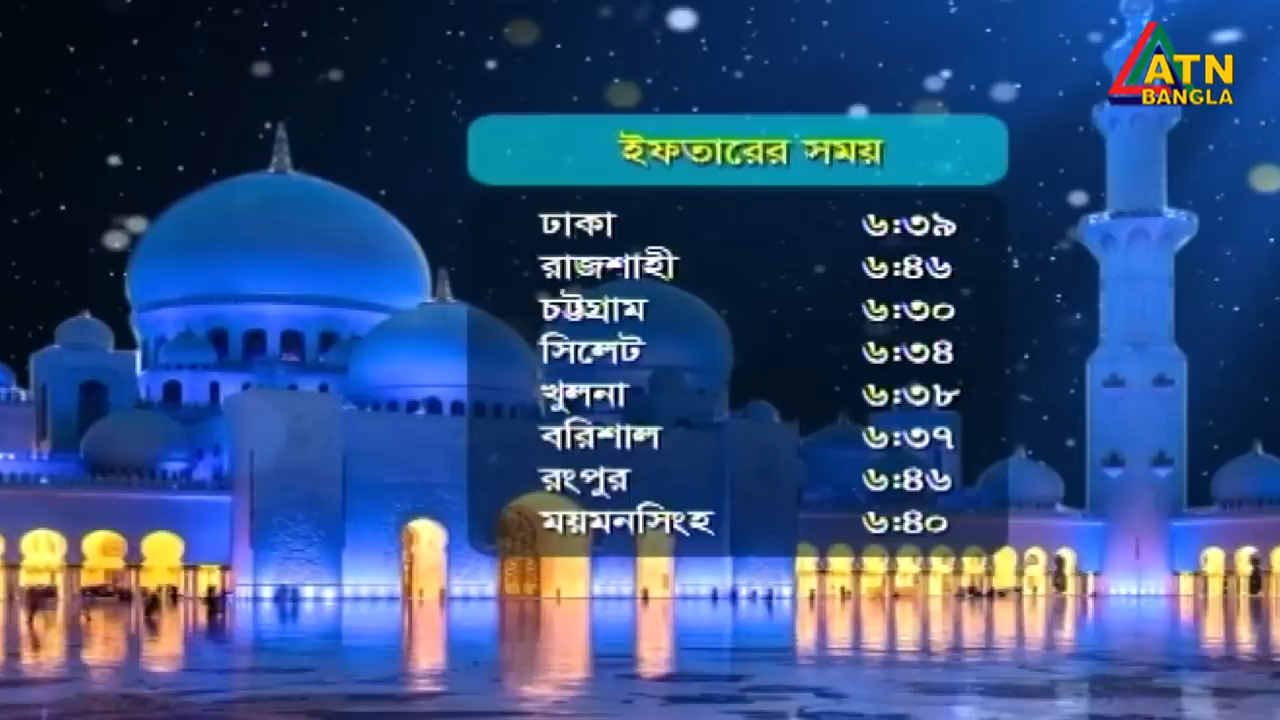 ATN
BANGLA
ইফতারের সময়
ঢাকা ৬:৩৯
রাজশাহী ৬:৪৬
চট্টগ্রাম ৬:৩০
সিলেট ৬:৩৪
খুলনা ৬:৩৮
বরিশাল ৬:৩৭
রংপুর ৬:৪৬
ময়মনসিংহ ৬:৪০